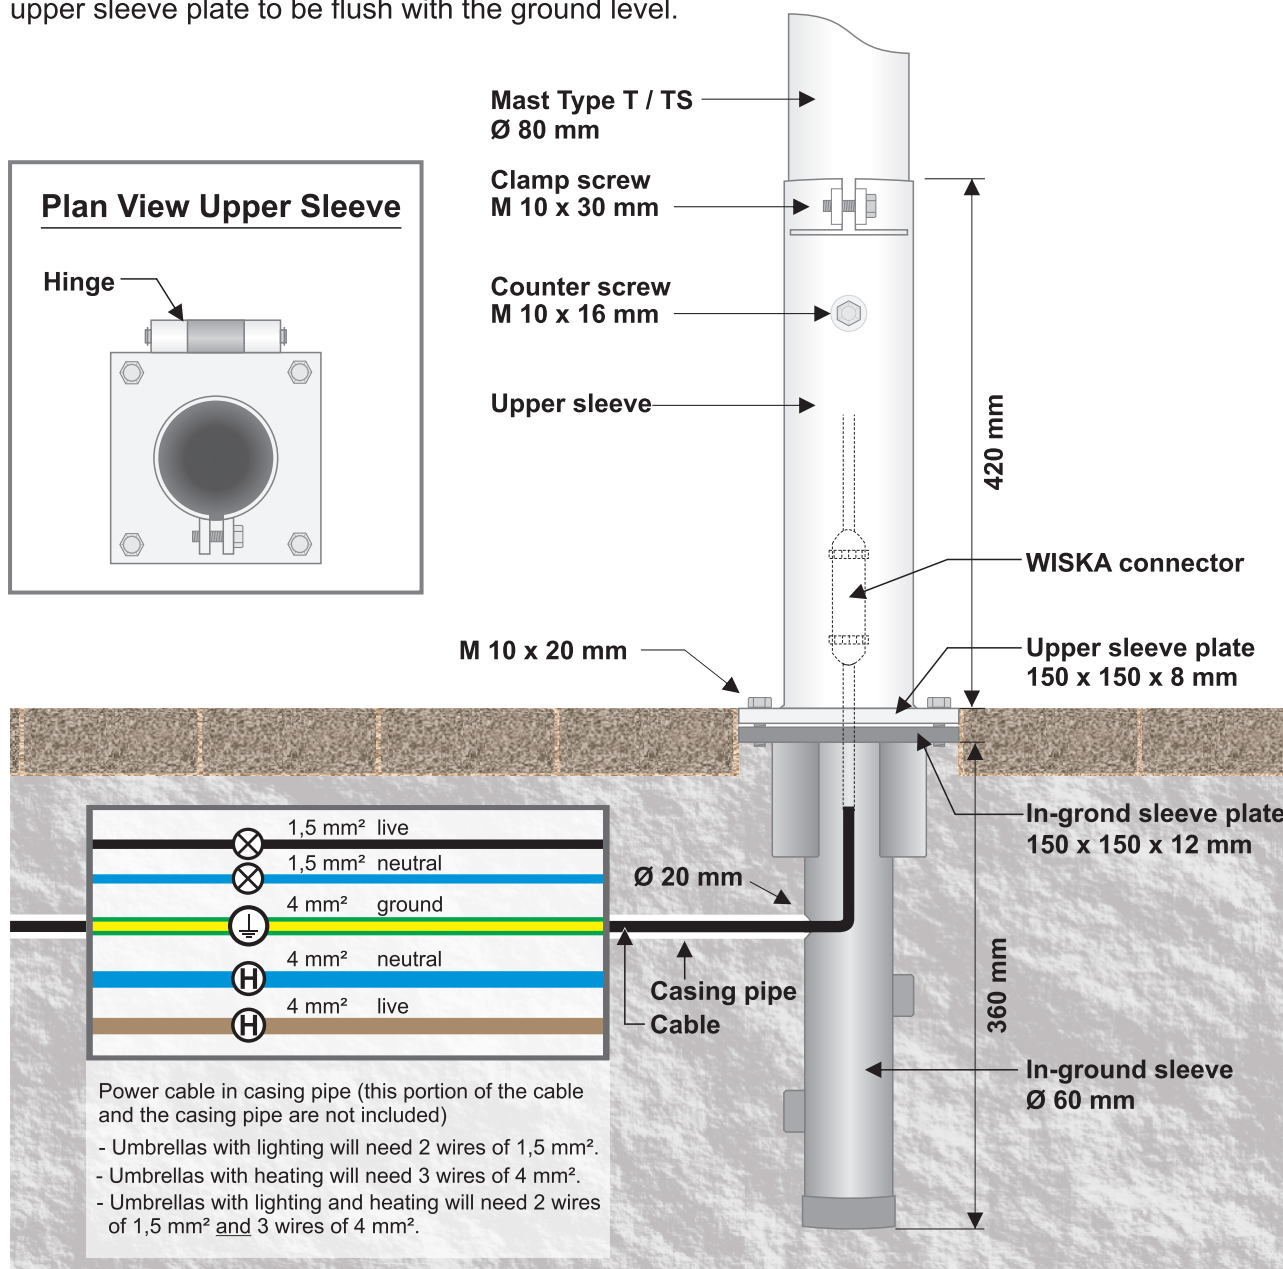 upper sleeve plate to be flush with the ground level.
Mast Type T / TS
Ø 80 mm
Clamp screw
M 10 x 30 mm
Plan View Upper Sleeve
Hinge
Counter screw
M 10 x 16 mm
Upper sleeve
420 mm
WISKA connector
M 10 x 20 mm
Upper sleeve plate
150 x 150 x 8 mm
In-grond sleeve plate
150 x 150 x 12 mm
1,5 mm² live
1,5 mm² neutral
4 mm² ground
4 mm² neutral
H
4 mm² live
H
Ø 20 mm
Casing pipe
Cable
360 mm
In-ground sleeve
Ø 60 mm
Power cable in casing pipe (this portion of the cable
and the casing pipe are not included)
- Umbrellas with lighting will need 2 wires of 1,5 mm².
- Umbrellas with heating will need 3 wires of 4 mm².
- Umbrellas with lighting and heating will need 2 wires
of 1,5 mm² and 3 wires of 4 mm².